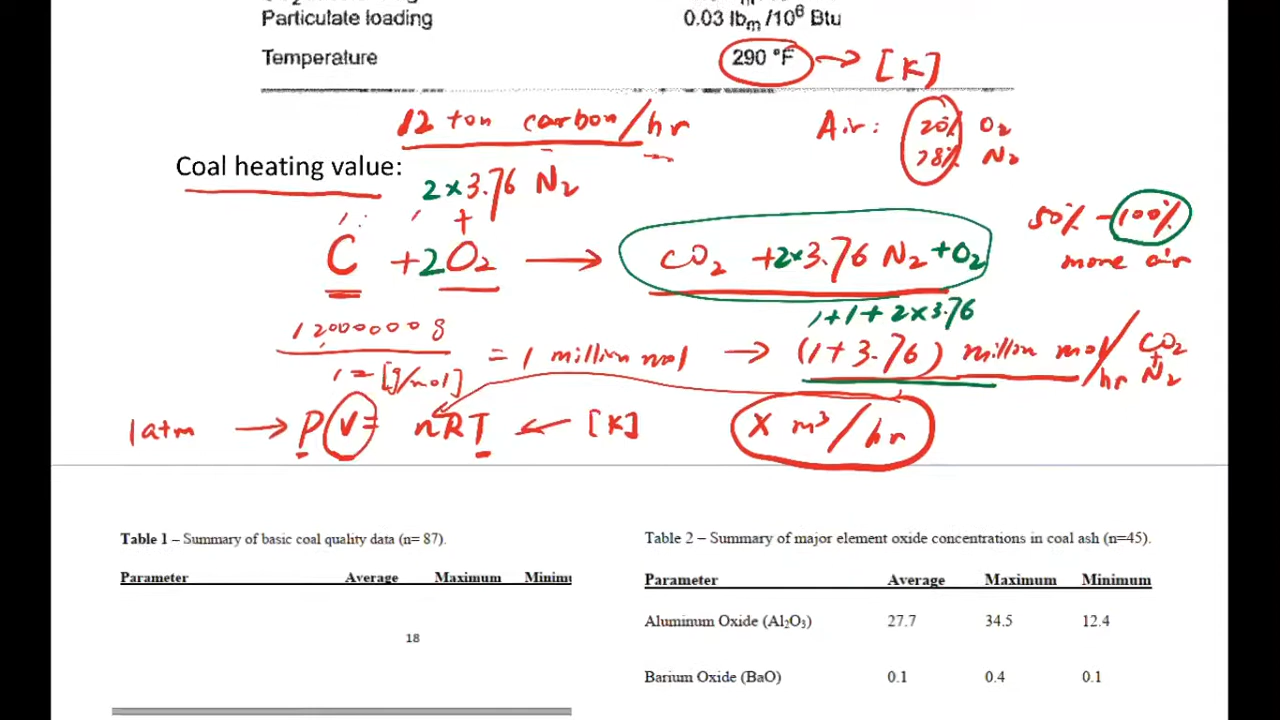 Particulate loading 0.03 lbm /10⁶ Btu
Temperature 290 °F → [K]
12 ton carbon/hr
Air: 20% O₂
78% N₂
Coal heating value:
2×3.76 N₂
+
50% - 100%
more air
C + 2O₂ → CO₂ + 2×3.76 N₂ + O₂
1+1+2×3.76
12000000 g
12 [g/mol]
= 1 million mol → (1+3.76) million mol/hr CO₂ + N₂
1atm → PV = nRT ← [K] X m³/hr
Table 1 – Summary of basic coal quality data (n= 87).
Parameter Average Maximum Minimu
18
Table 2 – Summary of major element oxide concentrations in coal ash (n=45).
Parameter Average Maximum Minimum
Aluminum Oxide (Al₂O₃) 27.7 34.5 12.4
Barium Oxide (BaO) 0.1 0.4 0.1